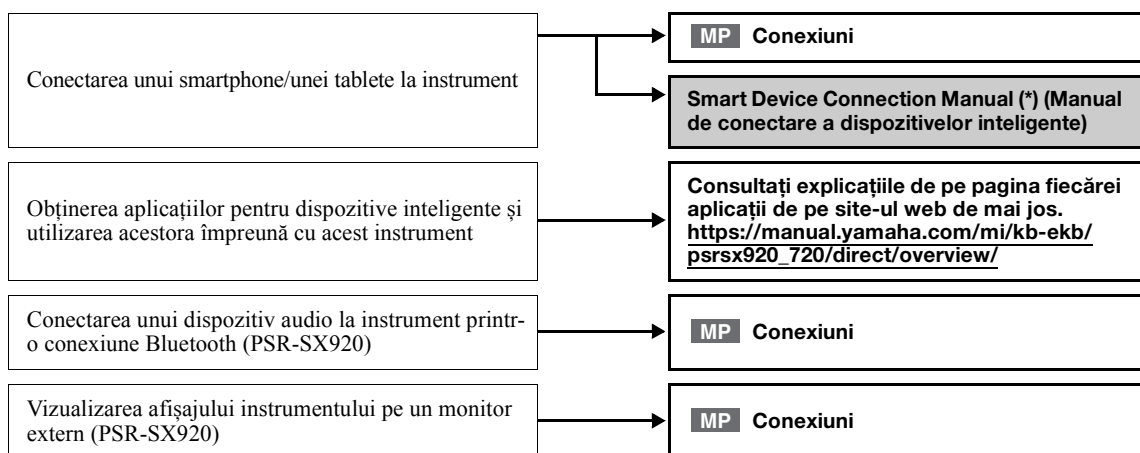 Conectarea unui smartphone/unei tablete la instrument
MP Conexiuni
Smart Device Connection Manual (*) (Manual
de conectare a dispozitivelor inteligente)
Obținerea aplicațiilor pentru dispozitive inteligente și
utilizarea acestora împreună cu acest instrument
Consultați explicațiile de pe pagina fiecărei
aplicații de pe site-ul web de mai jos.
https://manual.yamaha.com/mi/kb-ekb/
psrsx920_720/direct/overview/
Conectarea unui dispozitiv audio la instrument printr-
o conexiune Bluetooth (PSR-SX920)
MP Conexiuni
Vizualizarea afișajului instrumentului pe un monitor
extern (PSR-SX920)
MP Conexiuni